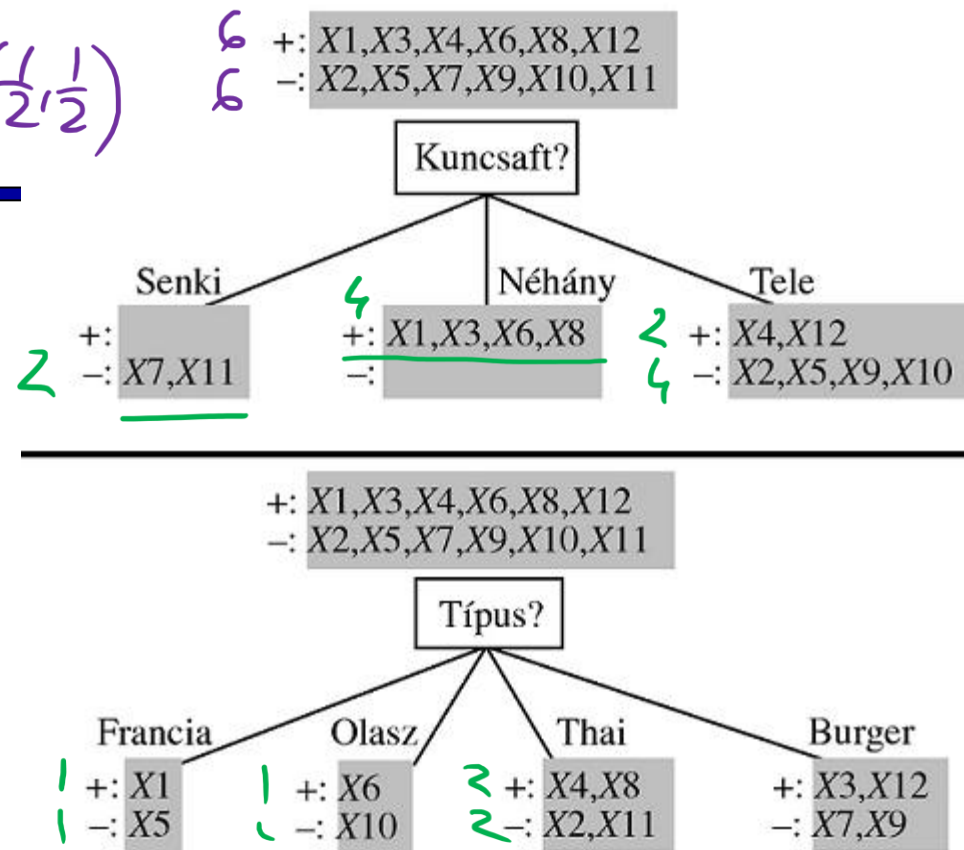 (1/2, 1/2)
6 +: X1,X3,X4,X6,X8,X12
6 –: X2,X5,X7,X9,X10,X11
Kuncsaft?
Senki Néhány Tele
+:
2 –: X7,X11
4 +: X1,X3,X6,X8
–:
2 +: X4,X12
4 –: X2,X5,X9,X10
+: X1,X3,X4,X6,X8,X12
–: X2,X5,X7,X9,X10,X11
Típus?
Francia Olasz Thai Burger
1 +: X1
1 –: X5
1 +: X6
1 –: X10
2 +: X4,X8
2 –: X2,X11
+: X3,X12
–: X7,X9